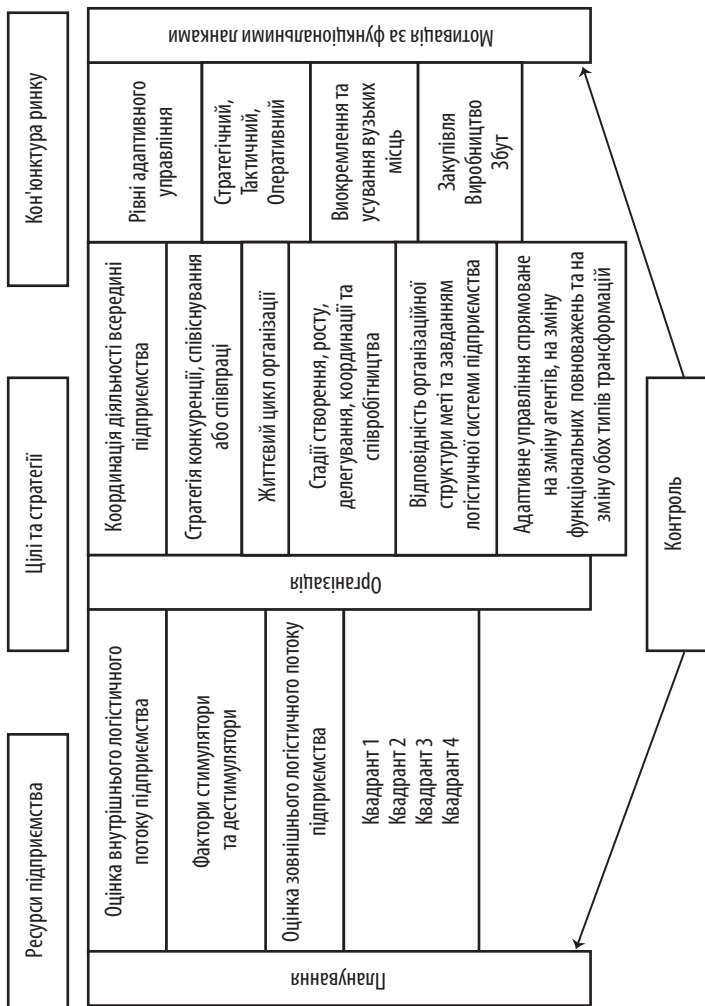 Ресурси підприємства
Цілі та стратегії
Кон'юнктура ринку
Планування
Оцінка внутрішнього логістичного
потоку підприємства
Фактори стимулятори
та дестимулятори
Оцінка зовнішнього логістичного потоку
підприємства
Квадрант 1
Квадрант 2
Квадрант 3
Квадрант 4
Організація
Координація діяльності всередині
підприємства
Стратегія конкуренції, співіснування
або співпраці
Життєвий цикл організації
Стадії створення, росту,
делегування, координації та
співробітництва
Відповідність організаційної
структури меті та завданням
логістичної системи підприємства
Адаптивне управління спрямоване
на зміну агентів, на зміну
функціональних повноважень та на
зміну обох типів трансформацій
Рівні адаптивного
управління
Стратегічний,
Тактичний,
Оперативний
Виокремлення та
усування вузьких
місць
Закупівля
Виробництво
Збут
Мотивація за функціональними ланками
Контроль